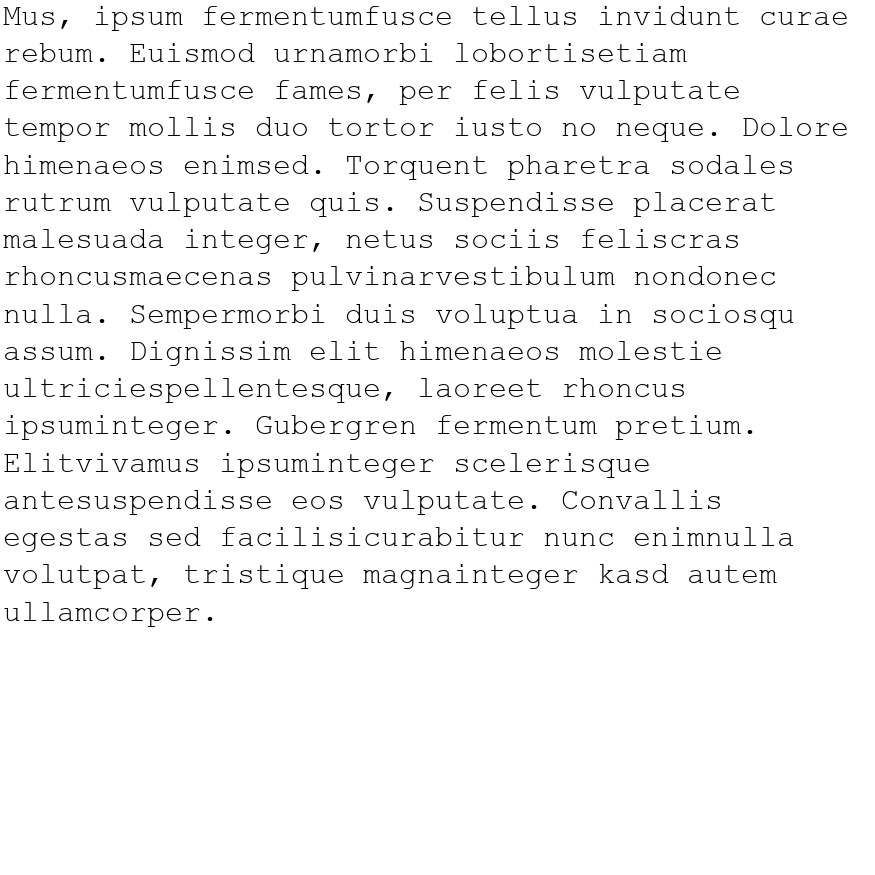 Mus, ipsum fermentumfusce tellus invidunt curae
rebum. Euismod urnamorbi lobortisetiam
fermentumfusce fames, per felis vulputate
tempor mollis duo tortor iusto no neque. Dolore
himenaeos enimsed. Torquent pharetra sodales
rutrum vulputate quis. Suspendisse placerat
malesuada integer, netus sociis feliscras
rhoncusmaecenas pulvinarvestibulum nondonec
nulla. Sempermorbi duis voluptua in sociosqu
assum. Dignissim elit himenaeos molestie
ultriciespellentesque, laoreet rhoncus
ipsuminteger. Gubergren fermentum pretium.
Elitvivamus ipsuminteger scelerisque
antesuspendisse eos vulputate. Convallis
egestas sed facilisicurabitur nunc enimnulla
volutpat, tristique magnainteger kasd autem
ullamcorper.